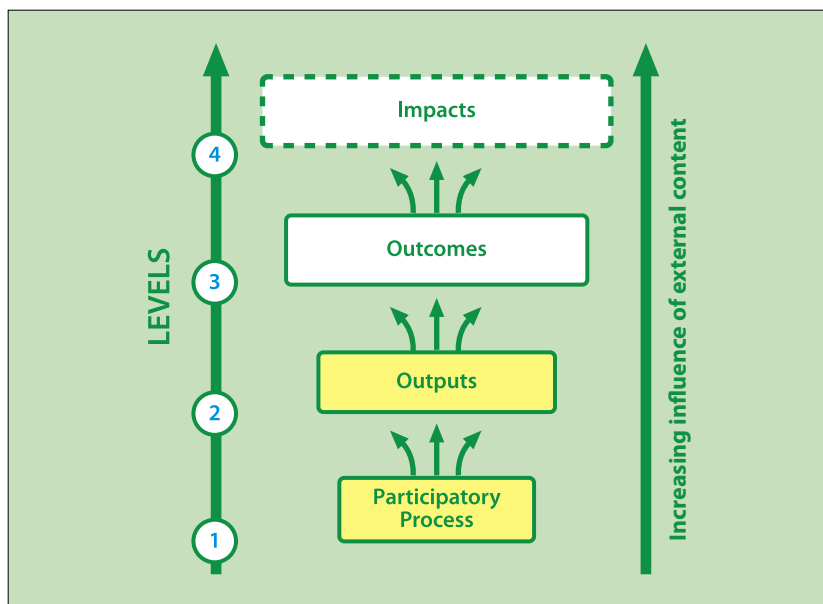 Impacts
4
Outcomes
3
LEVELS
Increasing influence of external content
Outputs
2
Participatory
Process
1